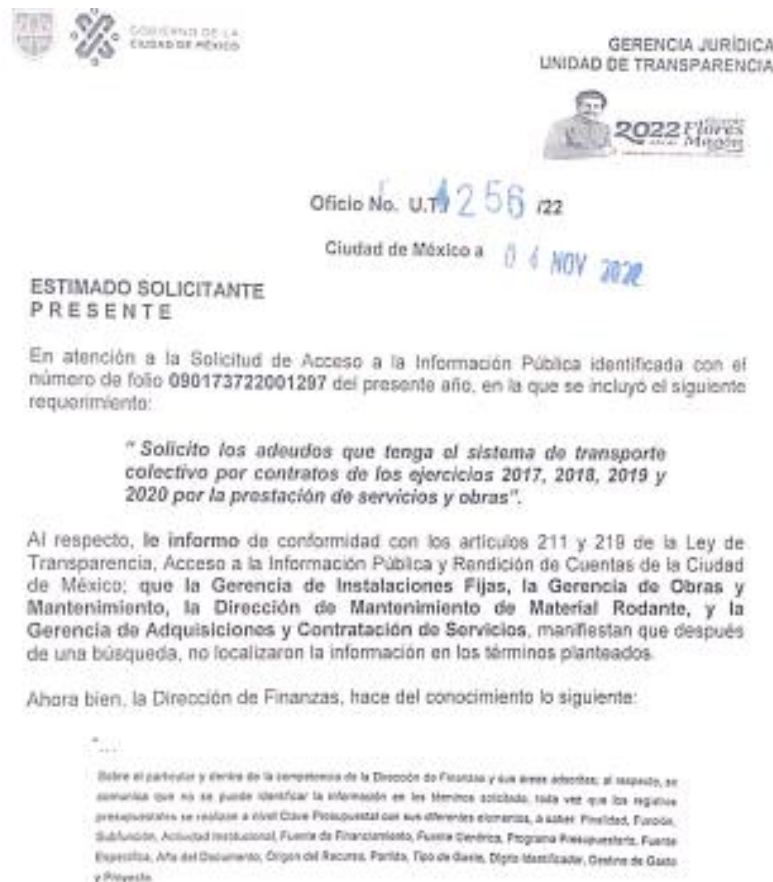 GOBIERNO DE LA
CIUDAD DE MÉXICO
GERENCIA JURÍDICA
UNIDAD DE TRANSPARENCIA
2022 Flores
Magón
Oficio No. U.T. 4256 /22
Ciudad de México a 04 NOV 2022
ESTIMADO SOLICITANTE
P R E S E N T E
En atención a la Solicitud de Acceso a la Información Pública identificada con el
número de folio 090173722001297 del presente año, en la que se incluyó el siguiente
requerimiento:
" Solicito los adeudos que tenga el sistema de transporte
colectivo por contratos de los ejercicios 2017, 2018, 2019 y
2020 por la prestación de servicios y obras".
Al respecto, le informo de conformidad con los artículos 211 y 219 de la Ley de
Transparencia, Acceso a la Información Pública y Rendición de Cuentas de la Ciudad
de México; que la Gerencia de Instalaciones Fijas, la Gerencia de Obras y
Mantenimiento, la Dirección de Mantenimiento de Material Rodante, y la
Gerencia de Adquisiciones y Contratación de Servicios, manifiestan que después
de una búsqueda, no localizaron la información en los términos planteados.
Ahora bien, la Dirección de Finanzas, hace del conocimiento lo siguiente:
"...
Sobre el particular y dentro de la competencia de la Dirección de Finanzas y sus áreas adscritas; al respecto, se
comunica que no se puede identificar la información en los términos solicitado, toda vez que los registros
presupuestales se realizan a nivel Clave Presupuestal con sus diferentes elementos, a saber: Finalidad, Función,
Subfunción, Actividad Institucional, Fuente de Financiamiento, Fuente Genérica, Programa Presupuestario, Fuente
Específica, Año del Documento, Origen del Recurso, Partida, Tipo de Gasto, Dígito Identificador, Destino de Gasto
y Proyecto.